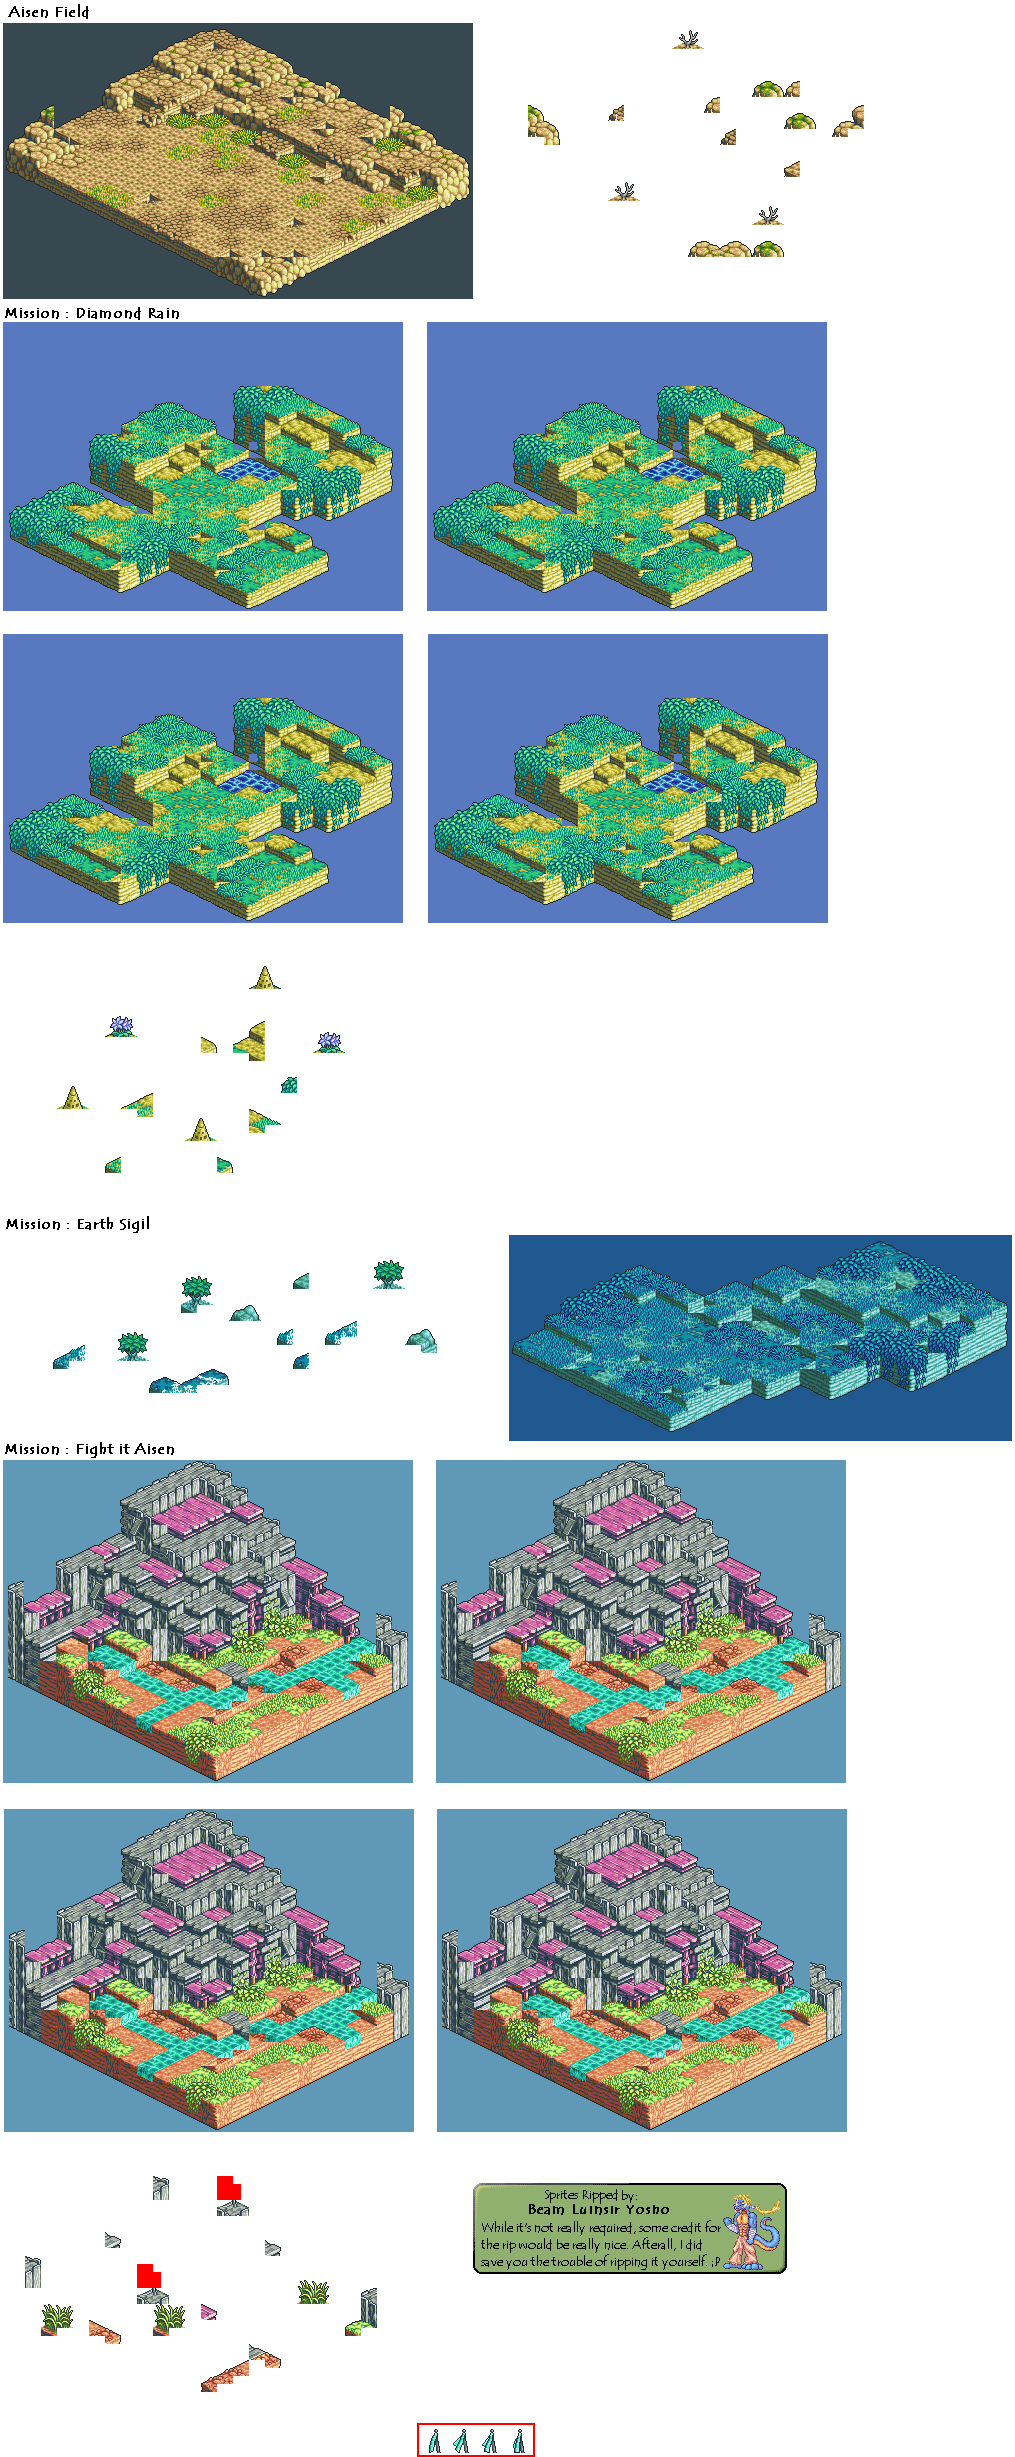 Aisen Field
Mission : Diamond Rain
Mission : Earth Sigil
Mission : Fight it Aisen
Sprites Ripped by:
Beam Luinsir Yosho
While it's not really required, some credit for
the rip would be really nice. Afterall, I did
save you the trouble of ripping it yourself. ;P